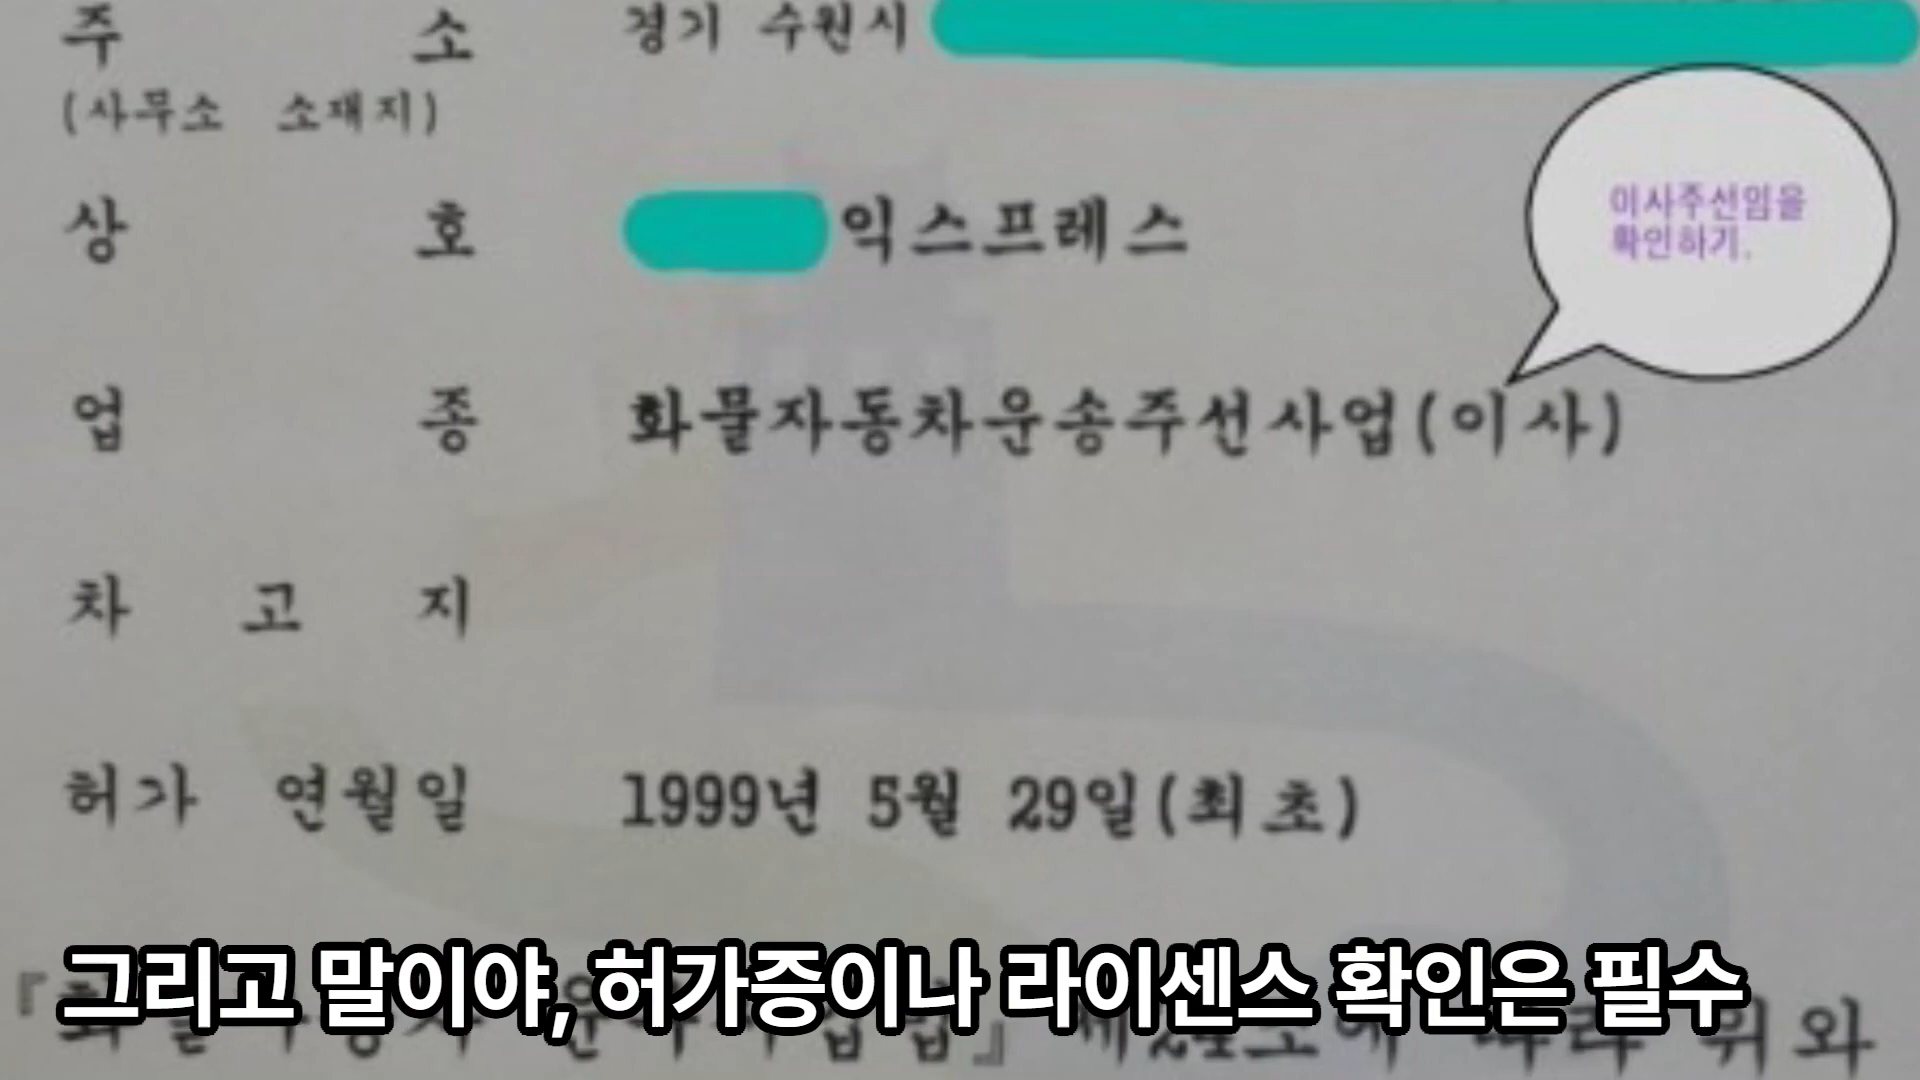 주 소 경기 수원시
(사무소 소재지)
상 호 익스프레스
이사주선임을
확인하기.
업 종 화물자동차운송주선사업(이사)
차 고 지
허가 연월일 1999년 5월 29일(최초)
그리고 말이야, 허가증이나 라이센스 확인은 필수
위와